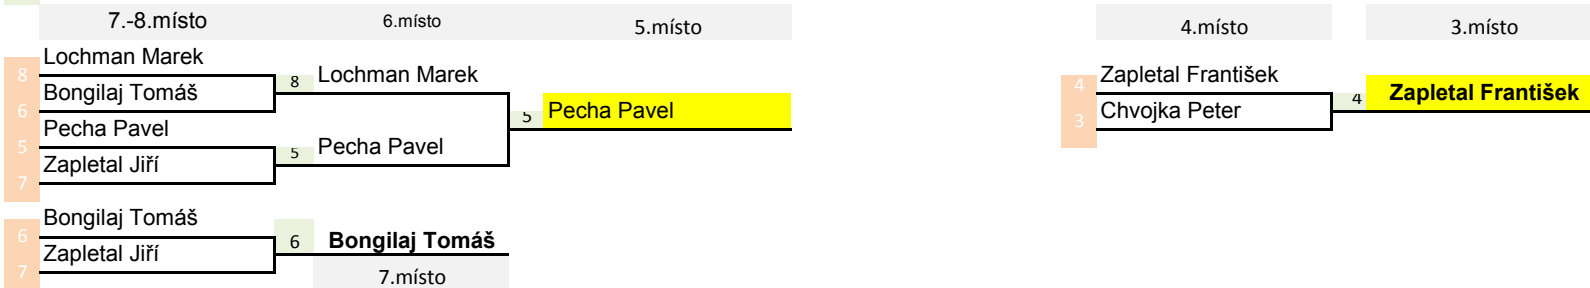 7.-8.místo 6.místo 5.místo 4.místo 3.místo
Lochman Marek
8 8 Lochman Marek 4 Zapletal František
Bongilaj Tomáš 4 Zapletal František
6 5 Pecha Pavel 3 Chvojka Peter
Pecha Pavel
5 5 Pecha Pavel
Zapletal Jiří
7
Bongilaj Tomáš
6 6 Bongilaj Tomáš
Zapletal Jiří
7 7.místo